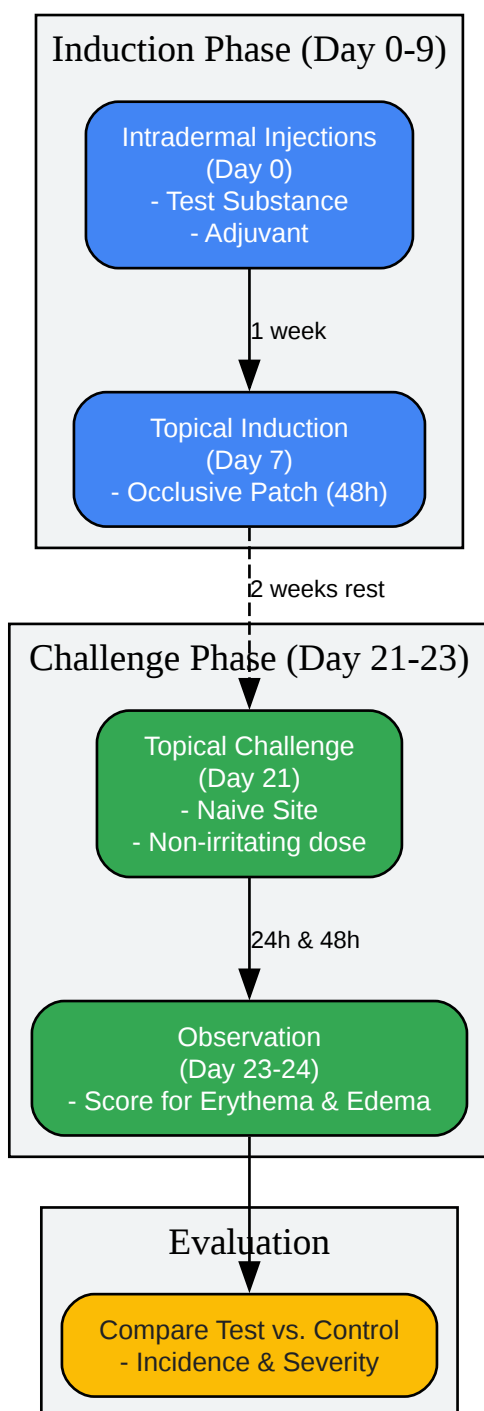 Induction Phase (Day 0-9)
Intradermal Injections
(Day 0)
- Test Substance
- Adjuvant
1 week
Topical Induction
(Day 7)
- Occlusive Patch (48h)
2 weeks rest
Challenge Phase (Day 21-23)
Topical Challenge
(Day 21)
- Naive Site
- Non-irritating dose
24h & 48h
Observation
(Day 23-24)
- Score for Erythema & Edema
Evaluation
Compare Test vs. Control
- Incidence & Severity